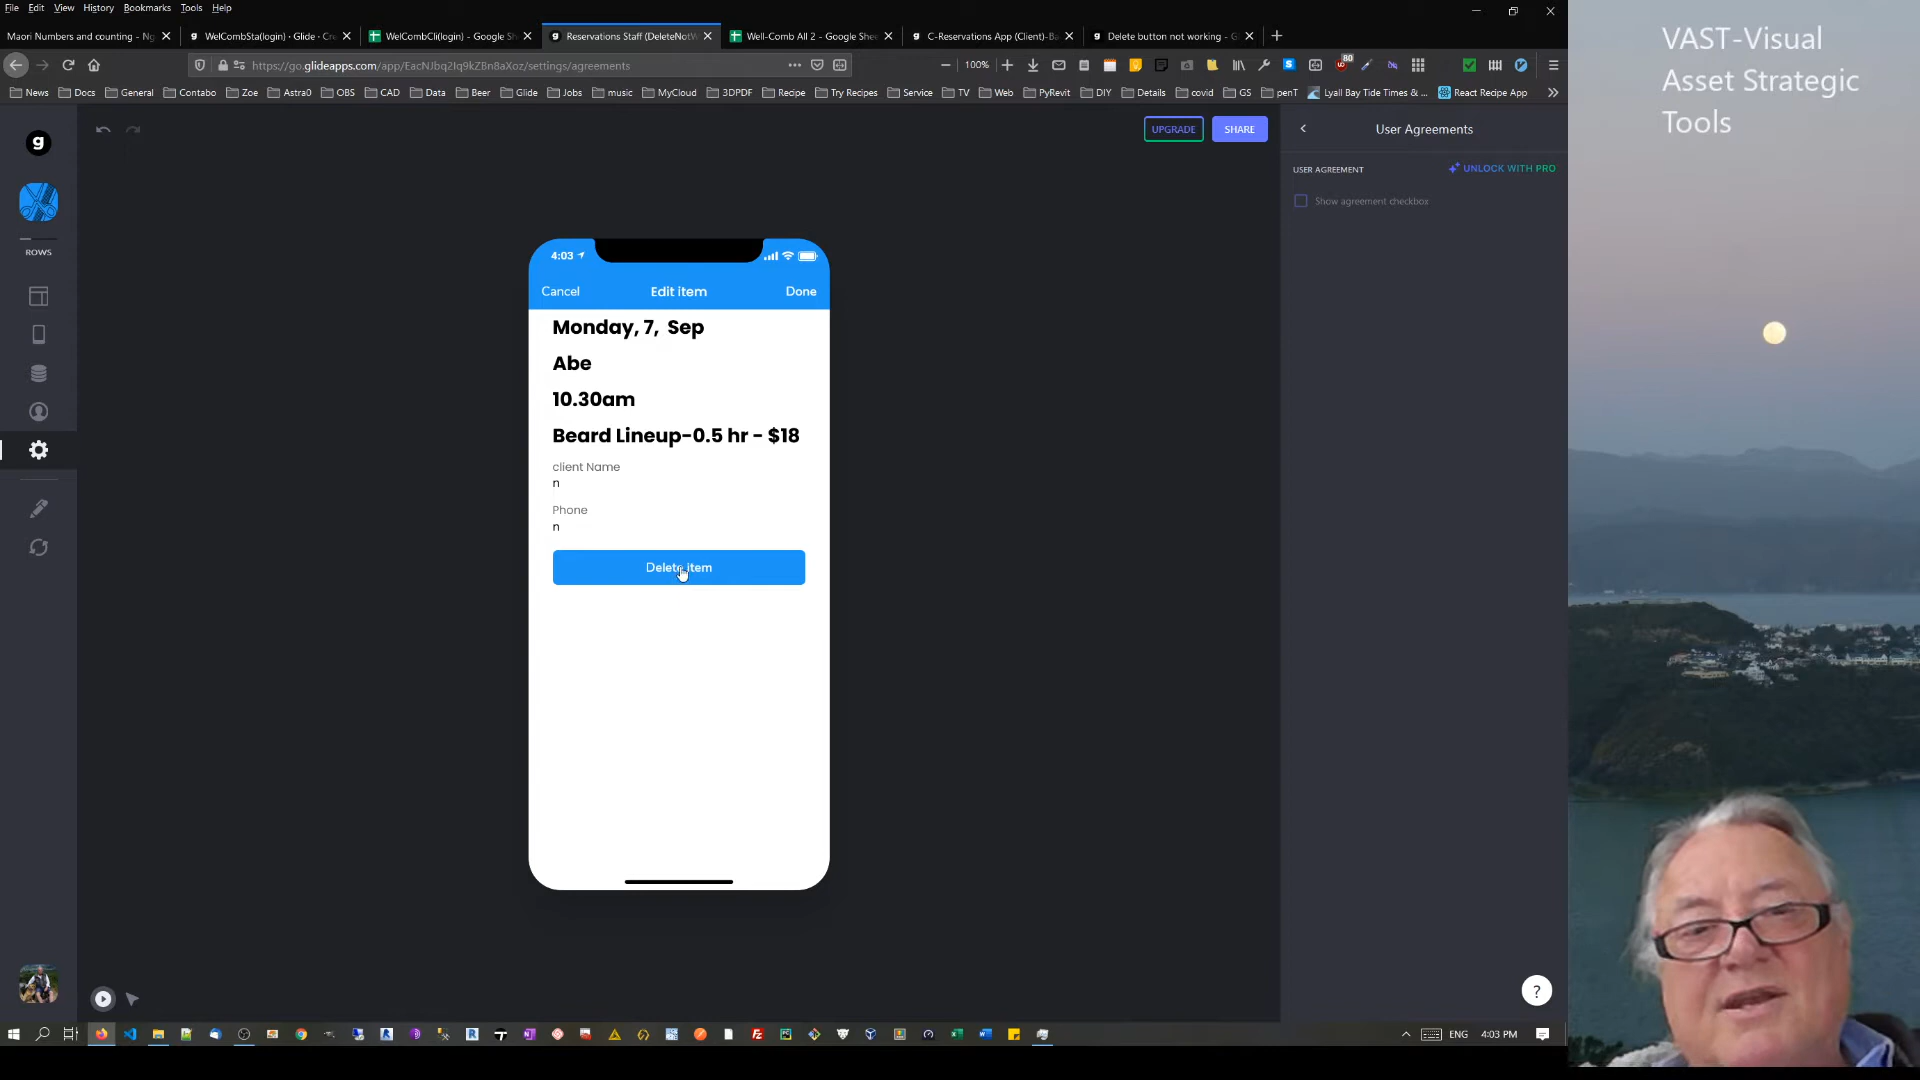 File Edit View History Bookmarks Tools Help
Maori Numbers and counting - Ng
WelCombSta(login) · Glide · Cre
WelCombCli(login) - Google Sh
Reservations Staff (DeleteNotW
Well-Comb All 2 - Google Shee
C-Reservations App (Client)-Ba
Delete button not working - Gl
https://go.glideapps.com/app/EacNJbq2Iq9kZBn8aXoz/settings/agreements
100%
80
News Docs General Contabo Zoe Astra0 OBS CAD Data Beer Glide Jobs music MyCloud 3DPDF Recipe Try Recipes Service TV Web PyRevit DIY Details covid GS penT Lyall Bay Tide Times & ... React Recipe App
g
ROWS
UPGRADE
SHARE
User Agreements
USER AGREEMENT
UNLOCK WITH PRO
Show agreement checkbox
4:03
Cancel Edit item Done
Monday, 7, Sep
Abe
10.30am
Beard Lineup-0.5 hr - $18
client Name
n
Phone
n
Delete item
?
ENG 4:03 PM
VAST-Visual
Asset Strategic
Tools